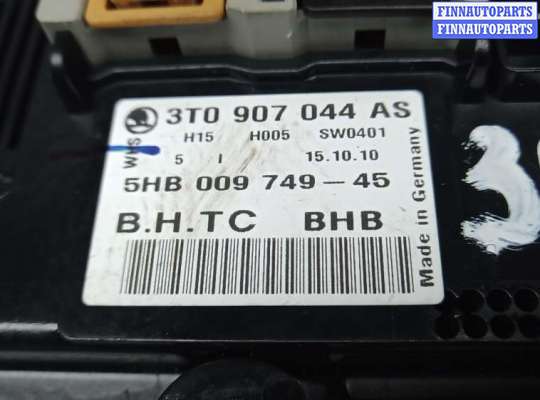 FINNAUTOPARTS
FINNAUTOPARTS
3T0 907 044 AS
H15 H005 SW0401
5 I 15.10.10
5HB 009 749-45
B.H.TC BHB
Made in Germany
3